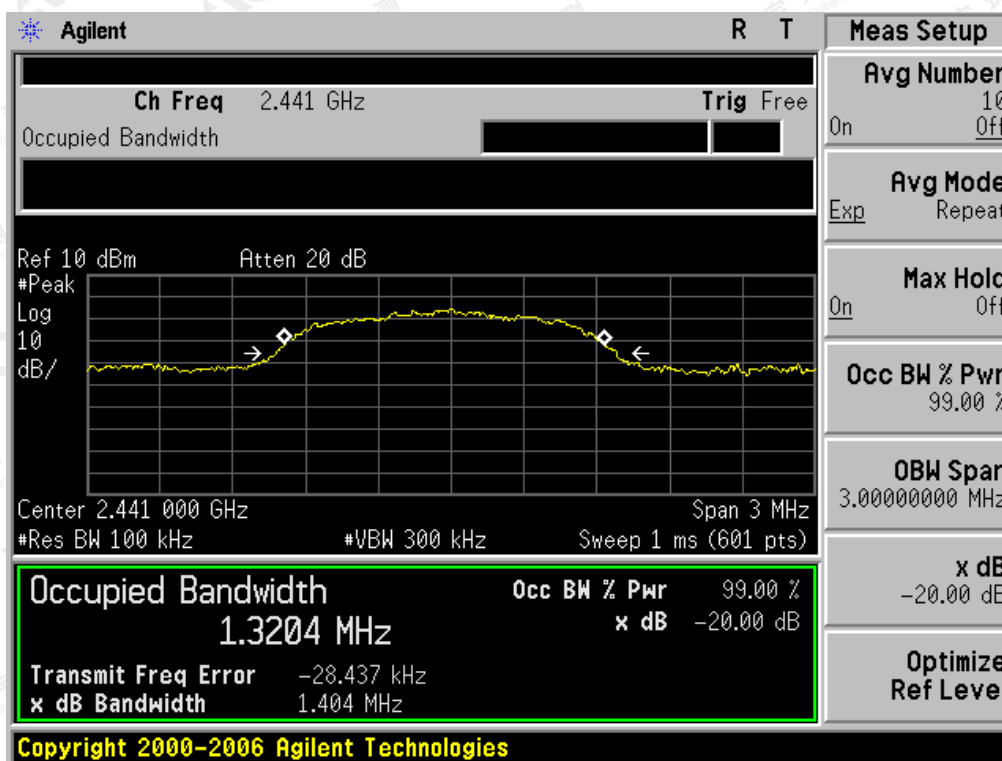 Agilent
R T
Meas Setup
Ch Freq 2.441 GHz
Trig Free
Occupied Bandwidth
Ref 10 dBm
Atten 20 dB
#Peak
Log
10
dB/
Center 2.441 000 GHz
Span 3 MHz
#Res BW 100 kHz
#VBW 300 kHz
Sweep 1 ms (601 pts)
Occupied Bandwidth
1.3204 MHz
Occ BW % Pwr 99.00 %
x dB -20.00 dB
Transmit Freq Error -28.437 kHz
x dB Bandwidth 1.404 MHz
Copyright 2000-2006 Agilent Technologies
Avg Number
10
On Off
Avg Mode
Exp Repeat
Max Hold
On Off
Occ BW % Pwr
99.00 %
OBW Span
3.00000000 MHz
x dB
-20.00 dB
Optimize
Ref Level